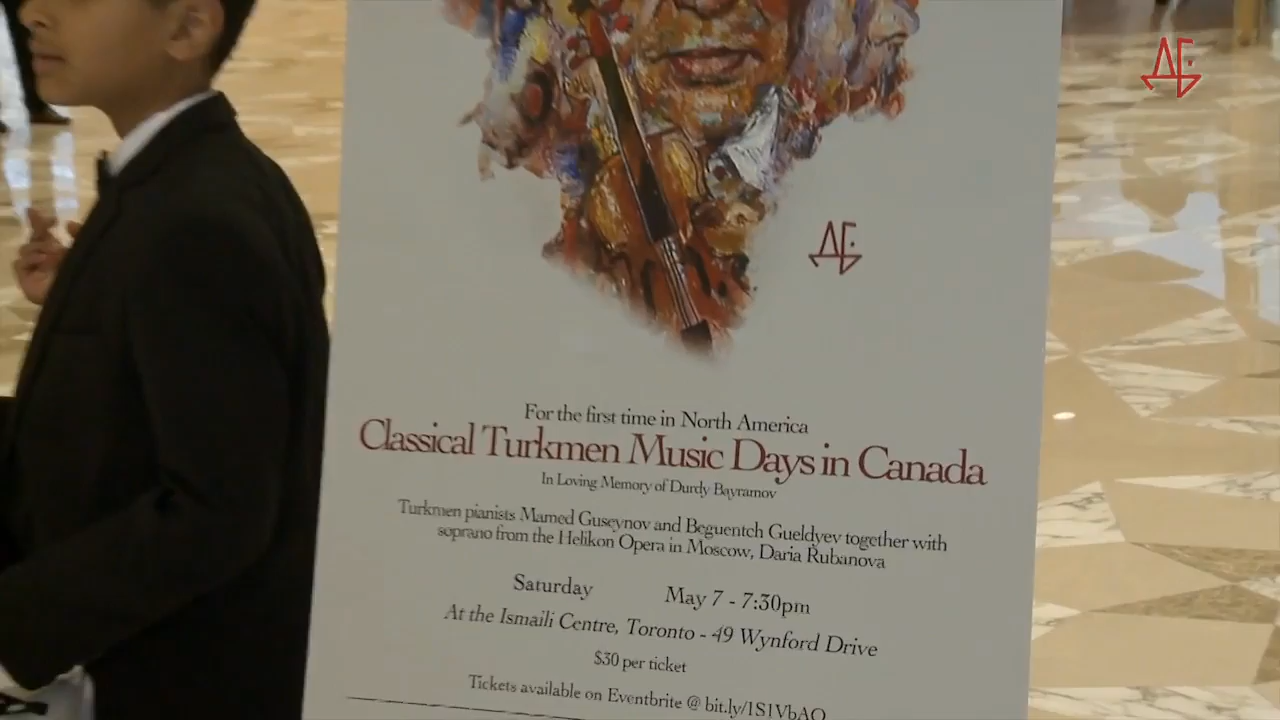 For the first time in North America
Classical Turkmen Music Days in Canada
In Loving Memory of Durdy Bayramov
Turkmen pianists Mamed Guseynov and Beguentch Gueldyev together with
soprano from the Helikon Opera in Moscow, Daria Rubanova
Saturday May 7 - 7:30pm
At the Ismaili Centre, Toronto - 49 Wynford Drive
$30 per ticket
Tickets available on Eventbrite @ bit.ly/1S1VbAO